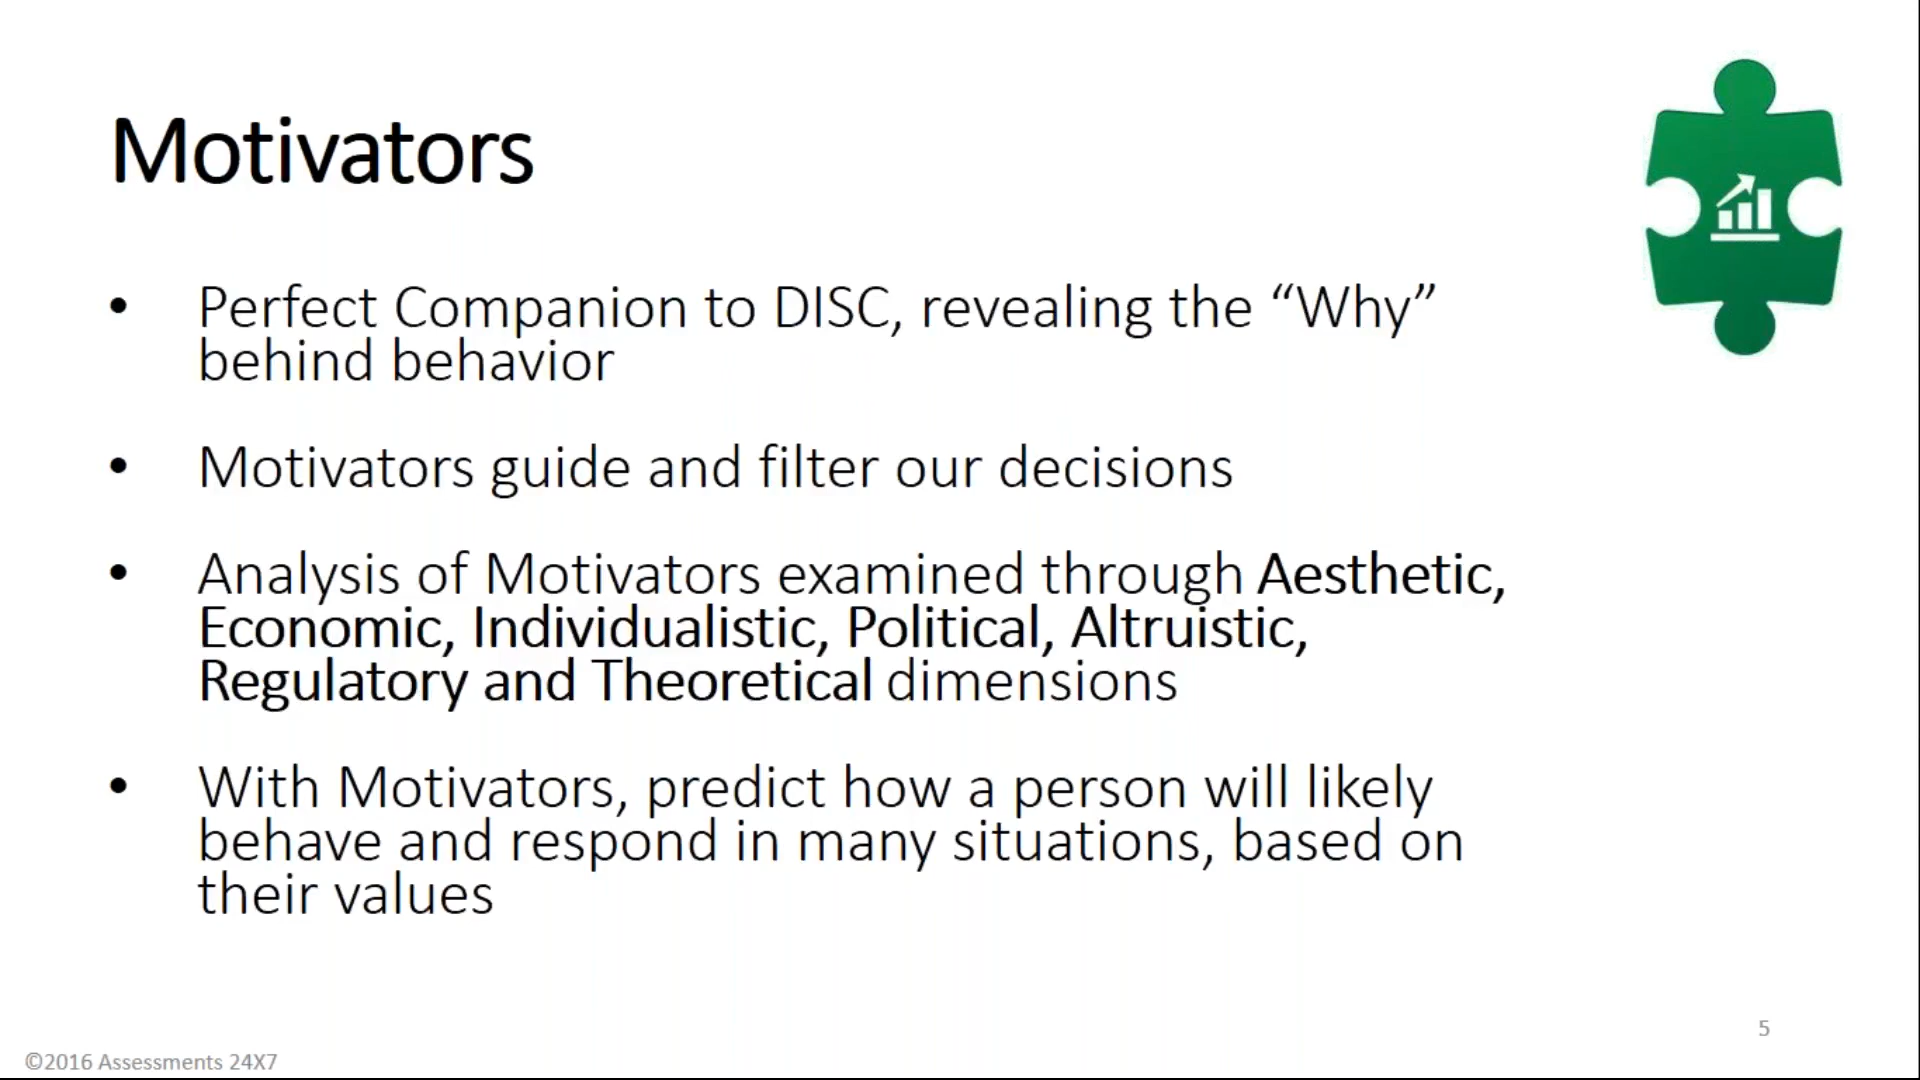 Motivators
• Perfect Companion to DISC, revealing the “Why”
behind behavior
• Motivators guide and filter our decisions
• Analysis of Motivators examined through Aesthetic,
Economic, Individualistic, Political, Altruistic,
Regulatory and Theoretical dimensions
• With Motivators, predict how a person will likely
behave and respond in many situations, based on
their values
5
©2016 Assessments 24X7